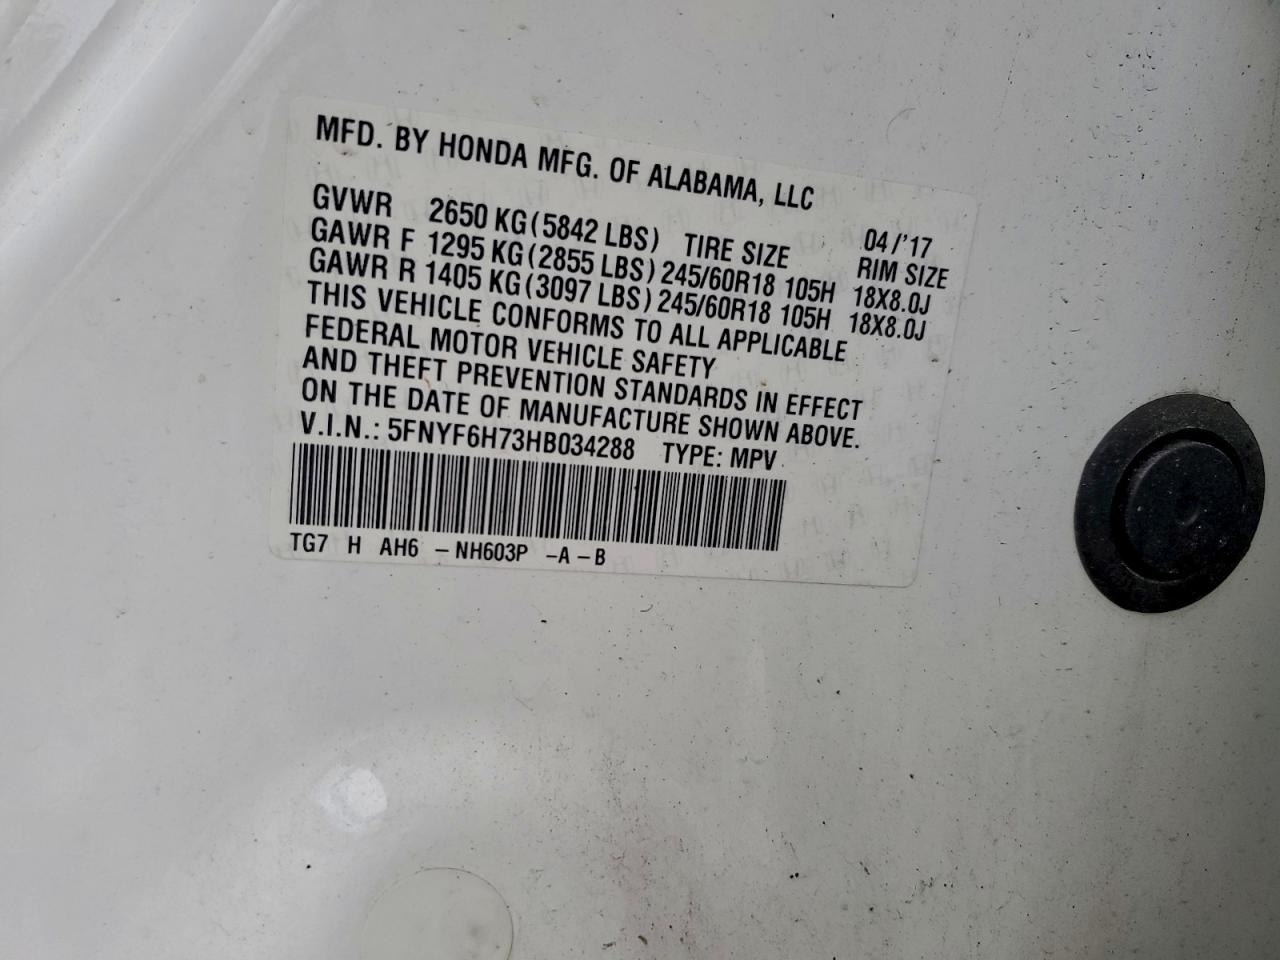 MFD. BY HONDA MFG. OF ALABAMA, LLC
04/'17
GVWR 2650 KG(5842 LBS) TIRE SIZE RIM SIZE
GAWR F 1295 KG(2855 LBS) 245/60R18 105H 18X8.0J
GAWR R 1405 KG(3097 LBS) 245/60R18 105H 18X8.0J
THIS VEHICLE CONFORMS TO ALL APPLICABLE
FEDERAL MOTOR VEHICLE SAFETY
AND THEFT PREVENTION STANDARDS IN EFFECT
ON THE DATE OF MANUFACTURE SHOWN ABOVE.
V.I.N.: 5FNYF6H73HB034288 TYPE: MPV
TG7 H AH6 -NH603P -A -B